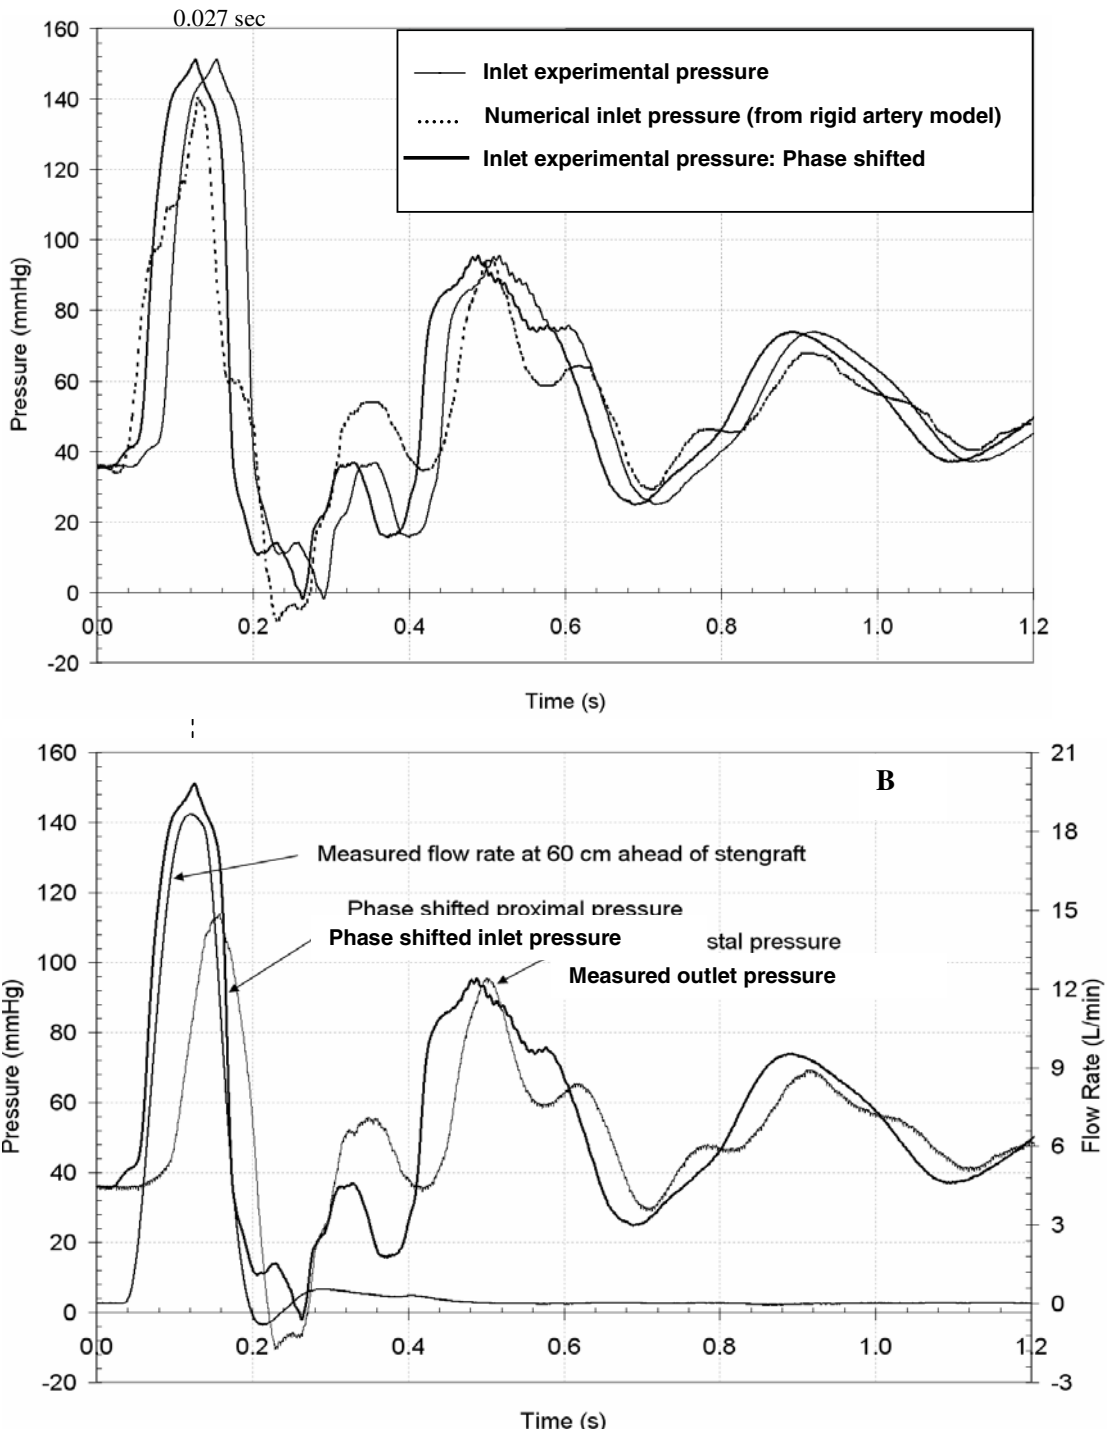 0.027 sec
160
140
120
100
80
60
40
20
0
-20
Pressure (mmHg)
Inlet experimental pressure
Numerical inlet pressure (from rigid artery model)
Inlet experimental pressure: Phase shifted
0.0 0.2 0.4 0.6 0.8 1.0 1.2
Time (s)
160
140
120
100
80
60
40
20
0
-20
Pressure (mmHg)
B
Measured flow rate at 60 cm ahead of stengraft
Phase shifted proximal pressure
Phase shifted inlet pressure
stal pressure
Measured outlet pressure
21
18
15
12
9
6
3
0
-3
Flow Rate (L/min)
0.0 0.2 0.4 0.6 0.8 1.0 1.2
Time (s)